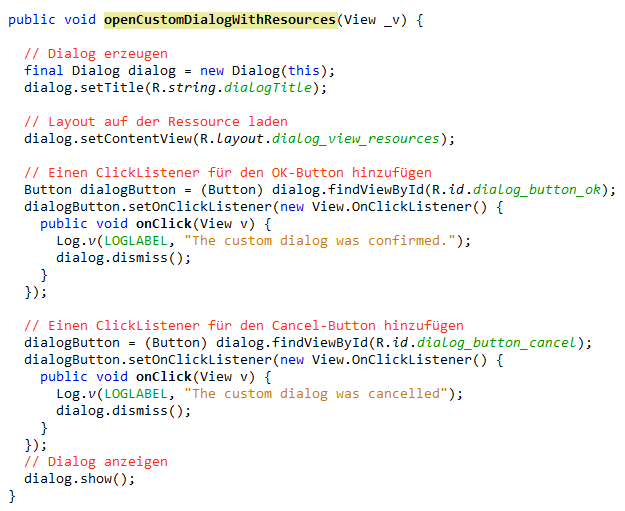 public void openCustomDialogWithResources(View _v) {
// Dialog erzeugen
final Dialog dialog = new Dialog(this);
dialog.setTitle(R.string.dialogTitle);
// Layout auf der Ressource laden
dialog.setContentView(R.layout.dialog_view_resources);
// Einen ClickListener für den OK-Button hinzufügen
Button dialogButton = (Button) dialog.findViewById(R.id.dialog_button_ok);
dialogButton.setOnClickListener(new View.OnClickListener() {
public void onClick(View v) {
Log.v(LOGLABEL, "The custom dialog was confirmed.");
dialog.dismiss();
}
});
// Einen ClickListener für den Cancel-Button hinzufügen
dialogButton = (Button) dialog.findViewById(R.id.dialog_button_cancel);
dialogButton.setOnClickListener(new View.OnClickListener() {
public void onClick(View v) {
Log.v(LOGLABEL, "The custom dialog was cancelled");
dialog.dismiss();
}
});
// Dialog anzeigen
dialog.show();
}